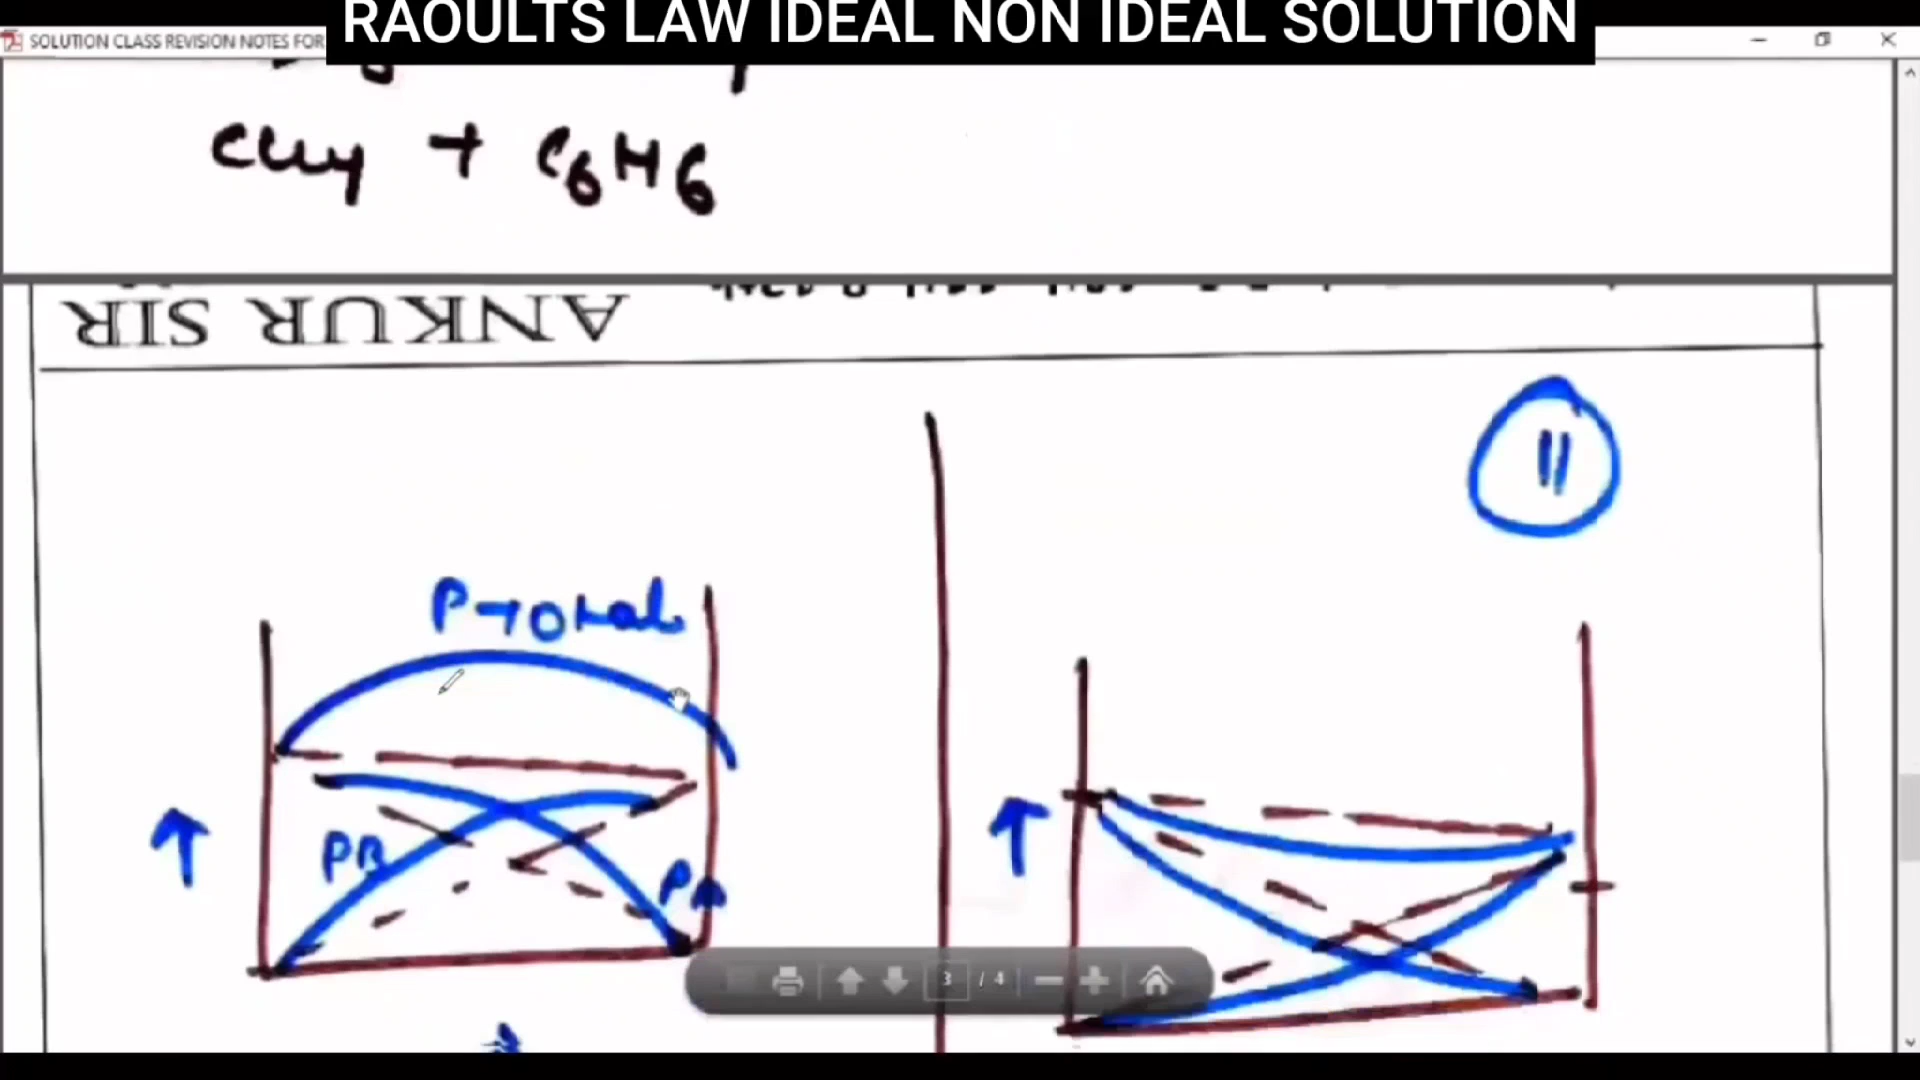 RAOULTS LAW IDEAL NON IDEAL SOLUTION
SOLUTION CLASS REVISION NOTES FOR
CCl4 + C6H6
ANKUR SIR
11
P Total
PB
PA
3 / 4